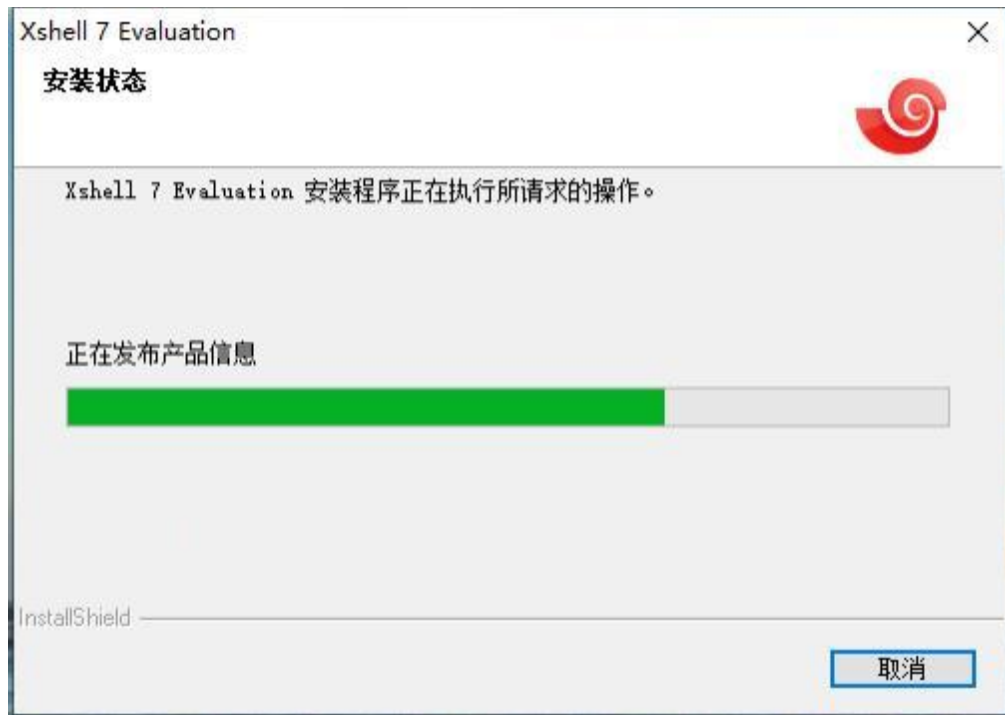 Xshell 7 Evaluation
安装状态
Xshell 7 Evaluation 安装程序正在执行所请求的操作。
正在发布产品信息
InstallShield
取消